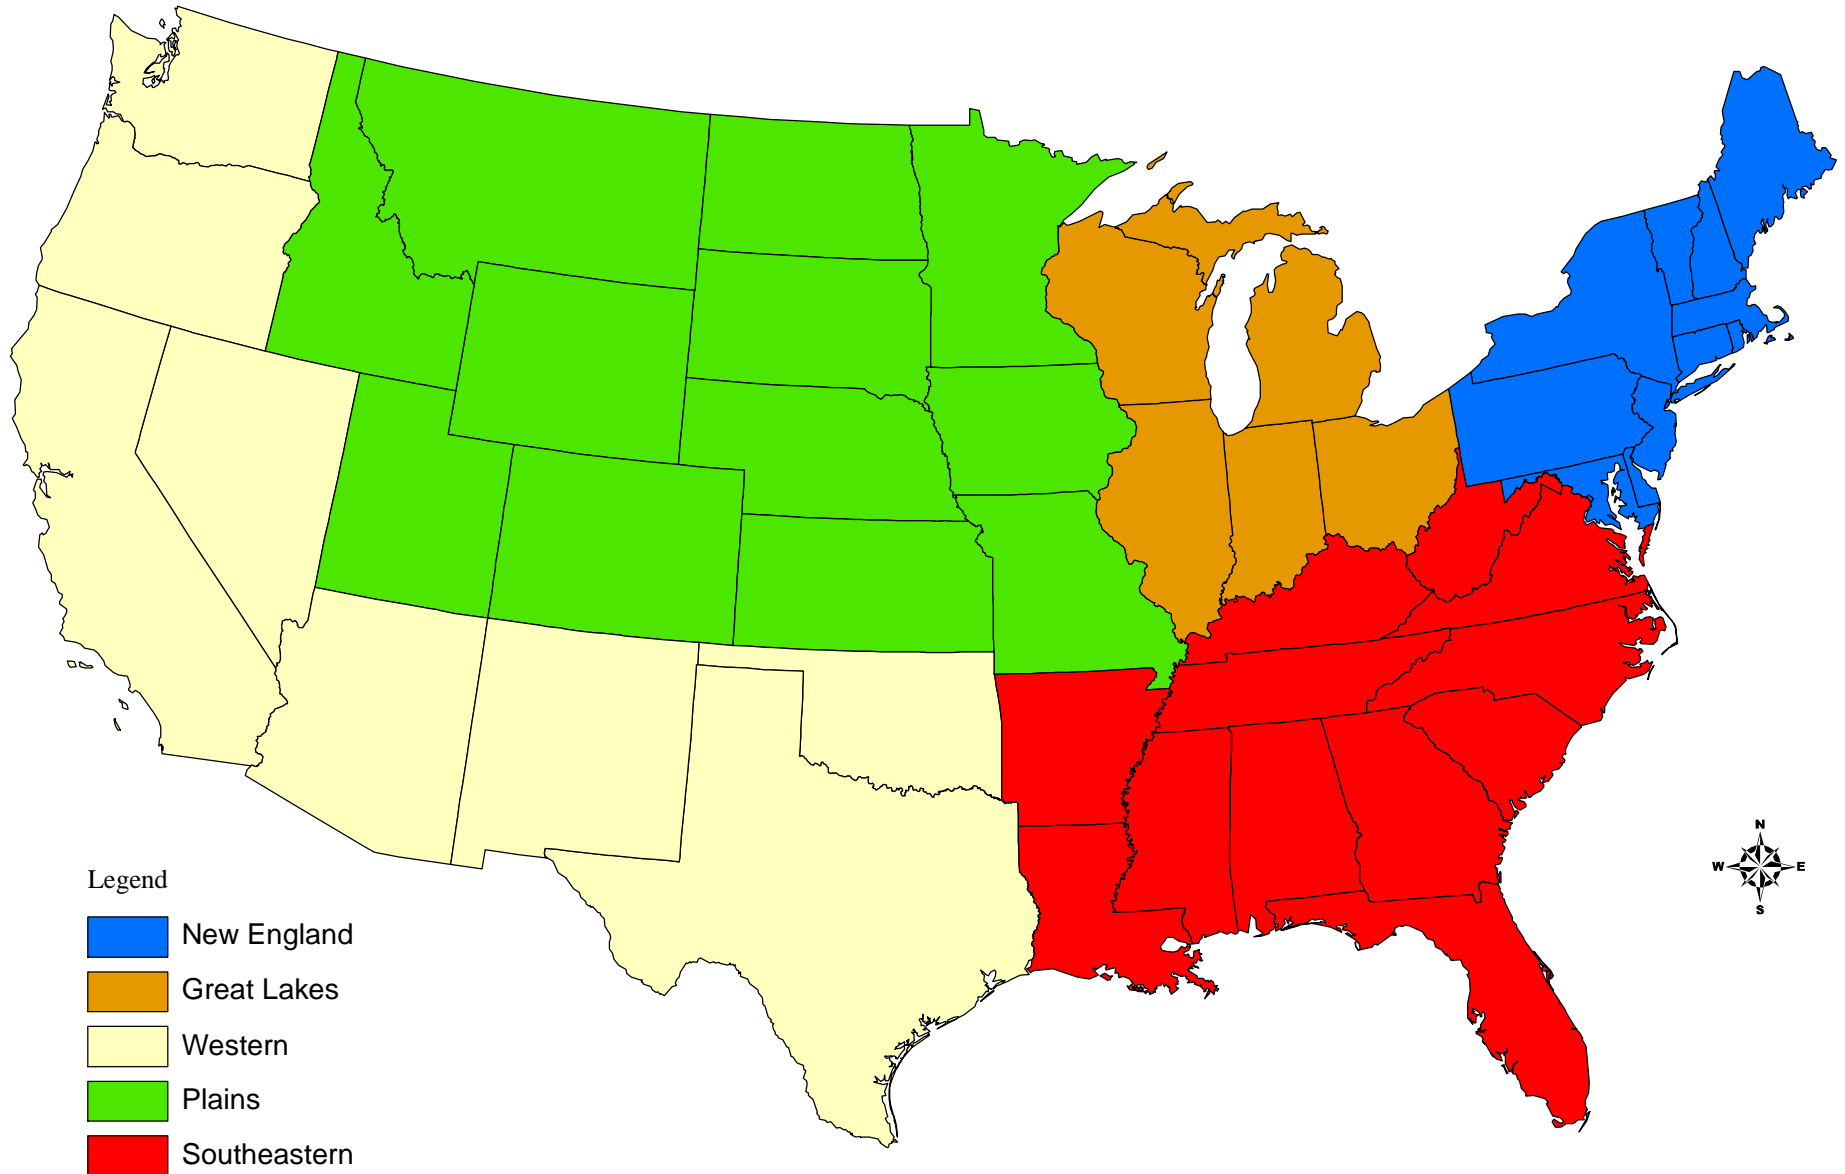 N
W E
S
Legend
New England
Great Lakes
Western
Plains
Southeastern